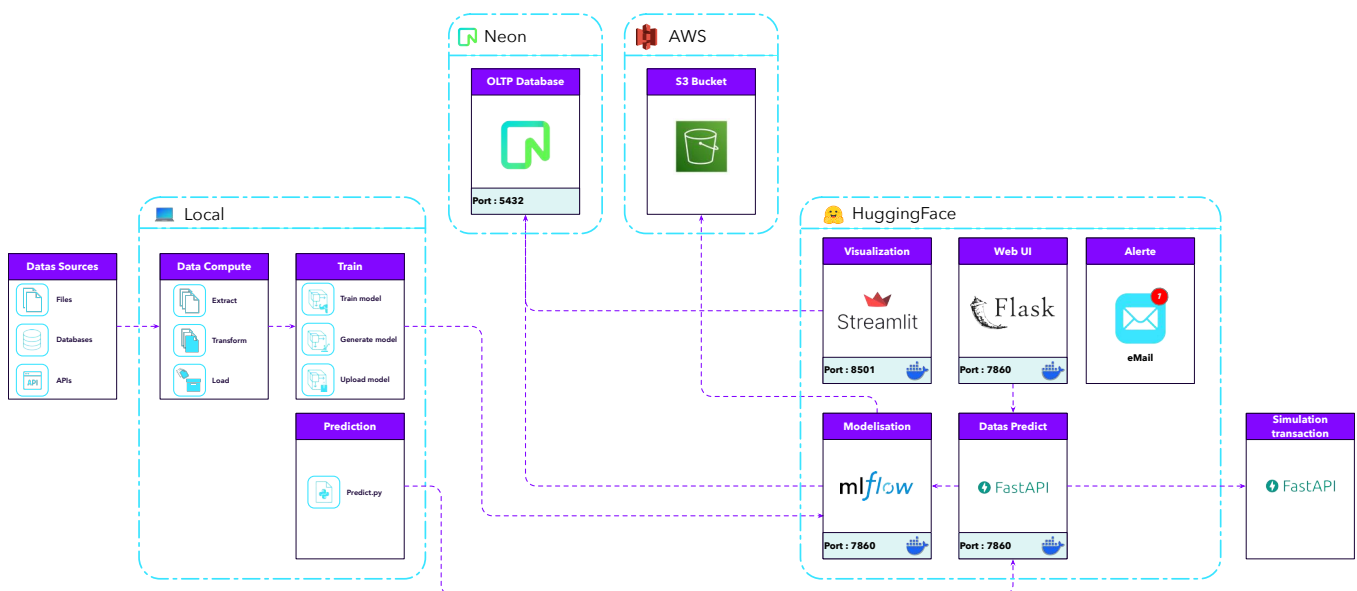 Neon
AWS
OLTP Database
S3 Bucket
Port : 5432
Local
HuggingFace
Datas Sources
Files
Databases
API
APIs
Data Compute
Extract
Transform
Load
Train
Train model
Generate model
Upload model
Prediction
Predict.py
Visualization
Streamlit
Port : 8501
Web UI
Flask
Port : 7860
Alerte
1
eMail
Modelisation
mlflow
Port : 7860
Datas Predict
FastAPI
Port : 7860
Simulation
transaction
FastAPI